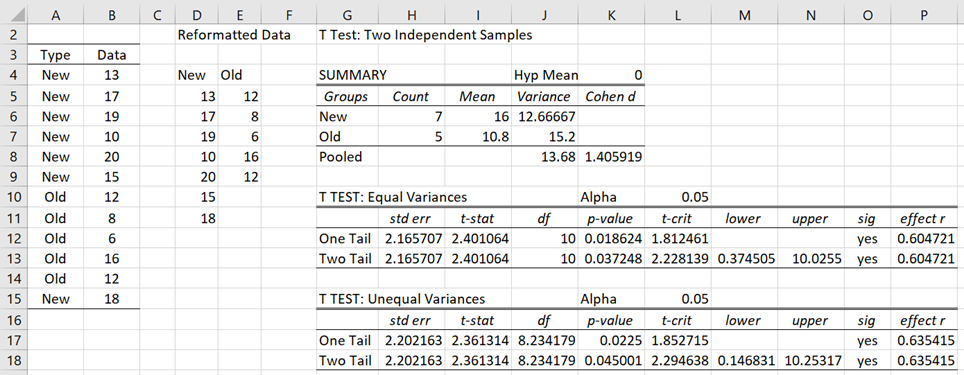 A B C D E F G H I J K L M N O P
2 Reformatted Data T Test: Two Independent Samples
3 Type Data
4 New 13 New Old SUMMARY Hyp Mean 0
5 New 17 13 12 Groups Count Mean Variance Cohen d
6 New 19 17 8 New 7 16 12.66667
7 New 10 19 6 Old 5 10.8 15.2
8 New 20 10 16 Pooled 13.68 1.405919
9 New 15 20 12
10 Old 12 15 T TEST: Equal Variances Alpha 0.05
11 Old 8 18 std err t-stat df p-value t-crit lower upper sig effect r
12 Old 6 One Tail 2.165707 2.401064 10 0.018624 1.812461 yes 0.604721
13 Old 16 Two Tail 2.165707 2.401064 10 0.037248 2.228139 0.374505 10.0255 yes 0.604721
14 Old 12
15 New 18 T TEST: Unequal Variances Alpha 0.05
16 std err t-stat df p-value t-crit lower upper sig effect r
17 One Tail 2.202163 2.361314 8.234179 0.0225 1.852715 yes 0.635415
18 Two Tail 2.202163 2.361314 8.234179 0.045001 2.294638 0.146831 10.25317 yes 0.635415